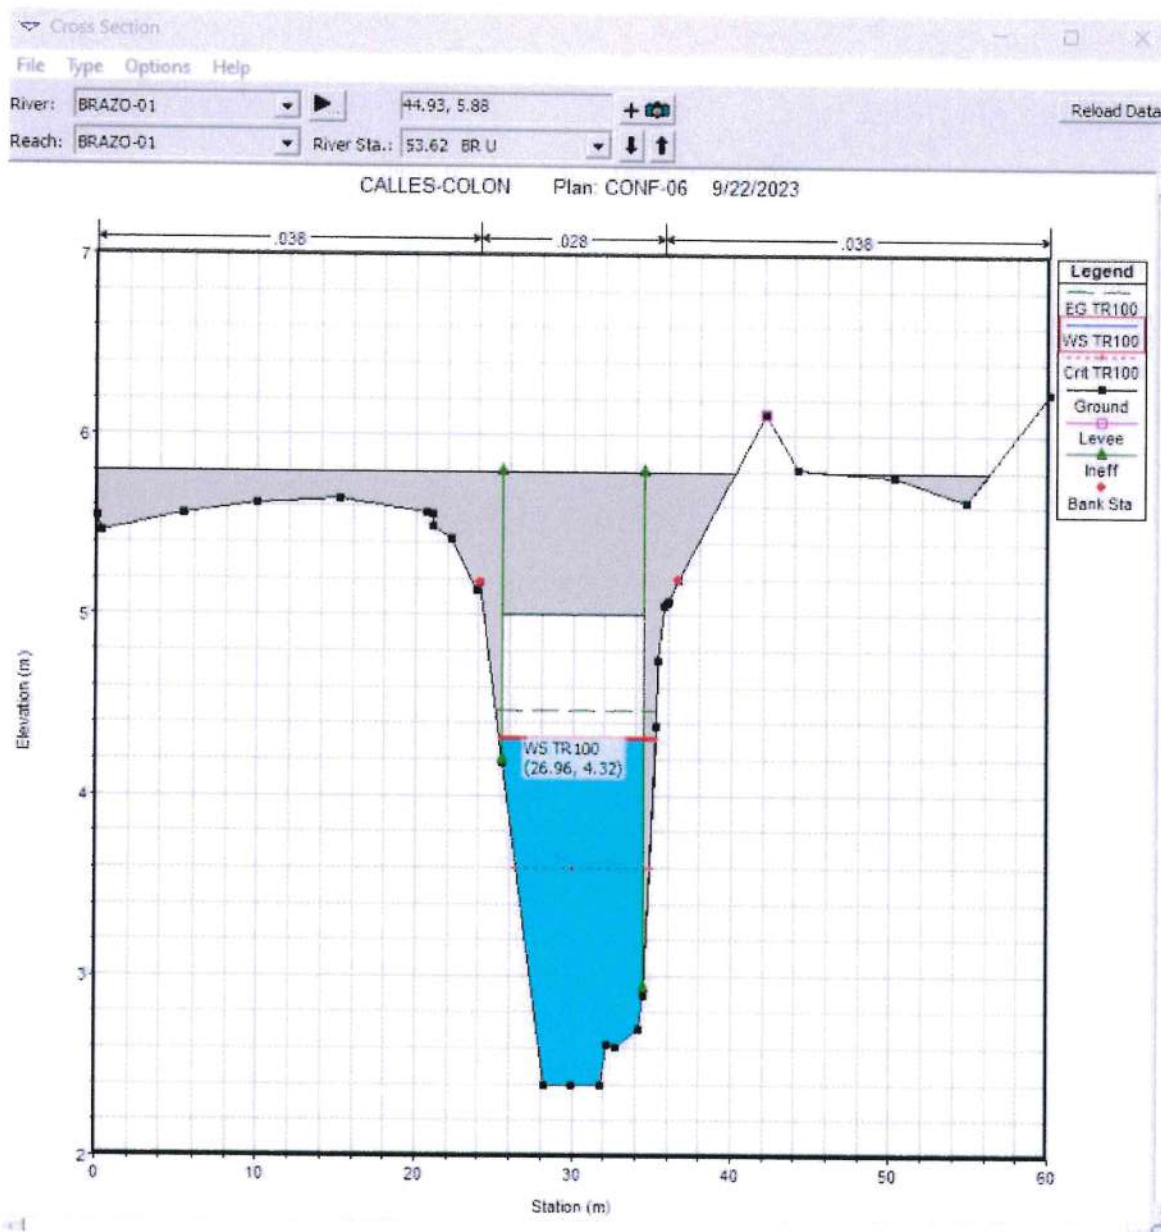 Cross Section
File Type Options Help
River: BRAZO-01 44.93, 5.88 Reload Data
Reach: BRAZO-01 River Sta.: 53.62 BR U
CALLES-COLON Plan: CONF-06 9/22/2023
.038 .028 .038
Legend
EG TR100
WS TR100
Crit TR100
Ground
Levee
Ineff
Bank Sta
7
6
5
4
3
2
Elevation (m)
WS TR100
(26.96, 4.32)
0 10 20 30 40 50 60
Station (m)